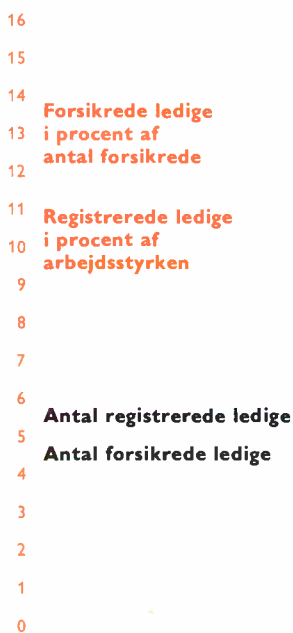 16
15
14
Forsikrede ledige
13 i procent af
antal forsikrede
12
11
Registrerede ledige
10 i procent af
arbejdsstyrken
9
8
7
6
Antal registrerede ledige
5
Antal forsikrede ledige
4
3
2
1
0